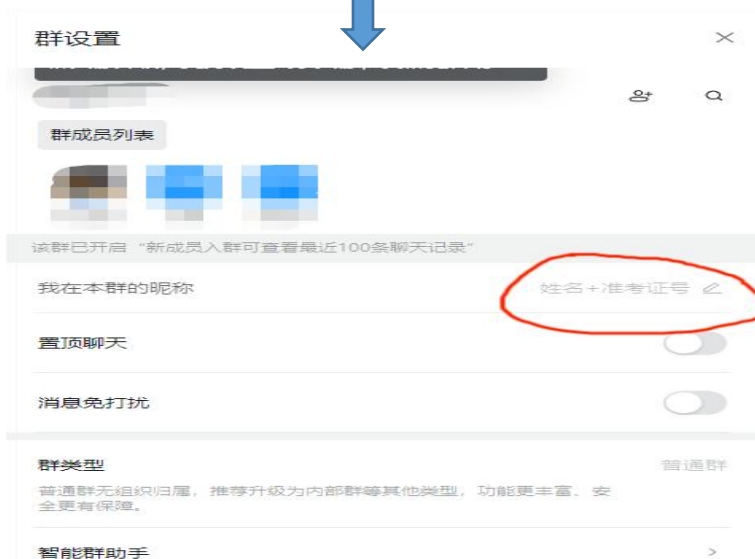 群设置
群成员列表
该群已开启“新成员入群可查看最近100条聊天记录”
我在本群的昵称
姓名+准考证号
置顶聊天
消息免打扰
群类型
普通群
普通群无组织归属，推荐升级为内部群等其他类型，功能更丰富、安
全更有保障。
智能群助手